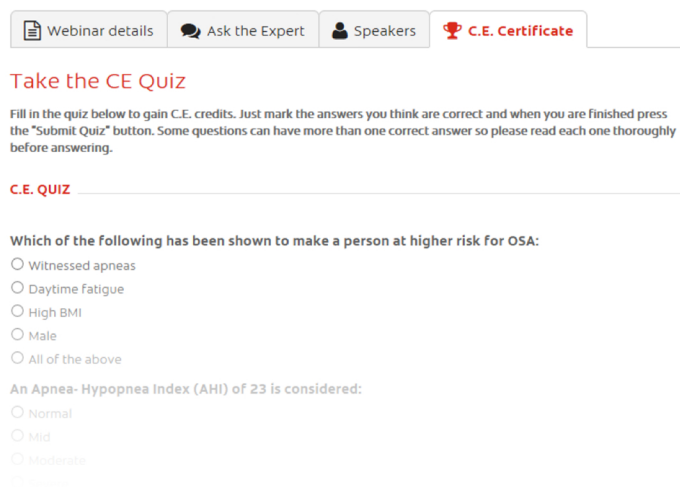 Webinar details
Ask the Expert
Speakers
C.E. Certificate
Take the CE Quiz
Fill in the quiz below to gain C.E. credits. Just mark the answers you think are correct and when you are finished press
the "Submit Quiz" button. Some questions can have more than one correct answer so please read each one thoroughly
before answering.
C.E. QUIZ
Which of the following has been shown to make a person at higher risk for OSA:
Witnessed apneas
Daytime fatigue
High BMI
Male
All of the above
An Apnea- Hypopnea Index (AHI) of 23 is considered:
Normal
Mid
Moderate